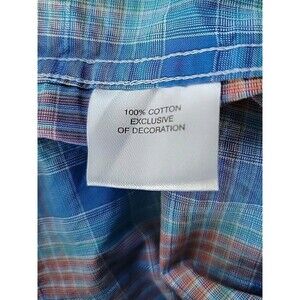 100% COTTON
EXCLUSIVE
OF DECORATION